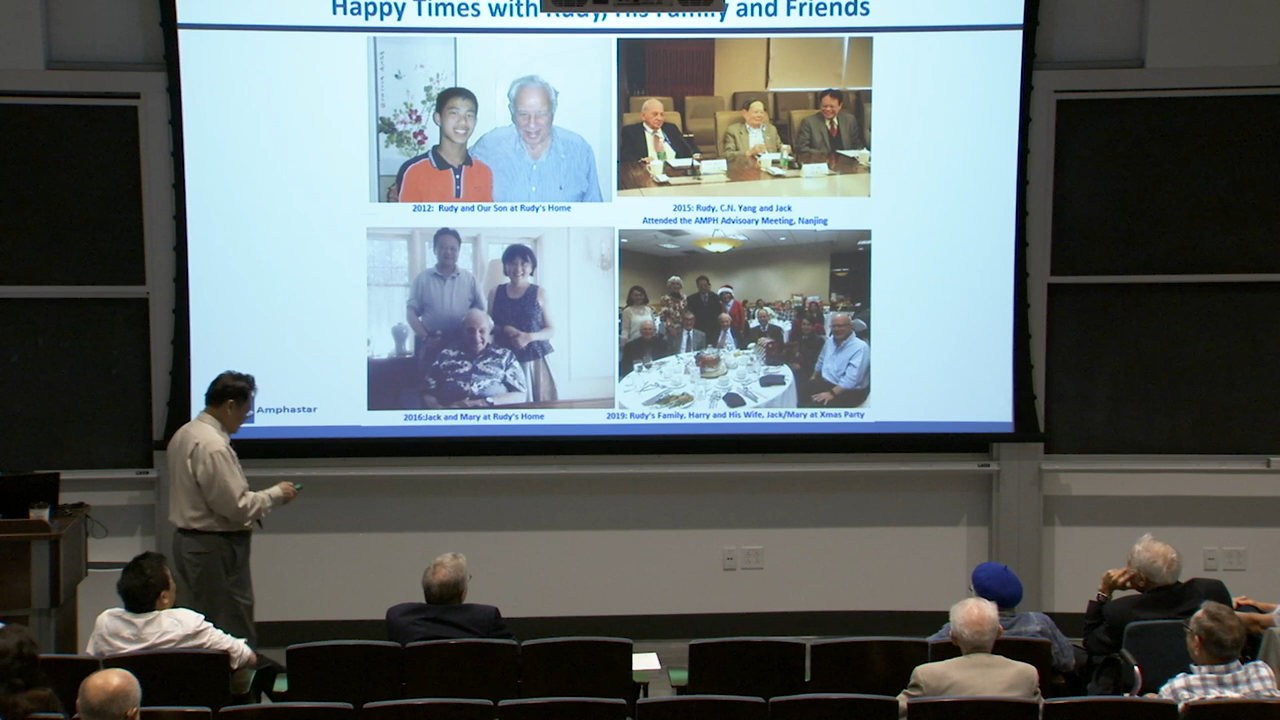 Happy Times with Rudy, His Family and Friends
2012: Rudy and Our Son at Rudy's Home
2015: Rudy, C.N. Yang and Jack
Attended the AMPH Advisoary Meeting, Nanjing
2016:Jack and Mary at Rudy's Home
2019: Rudy's Family, Harry and His Wife, Jack/Mary at Xmas Party
Amphastar